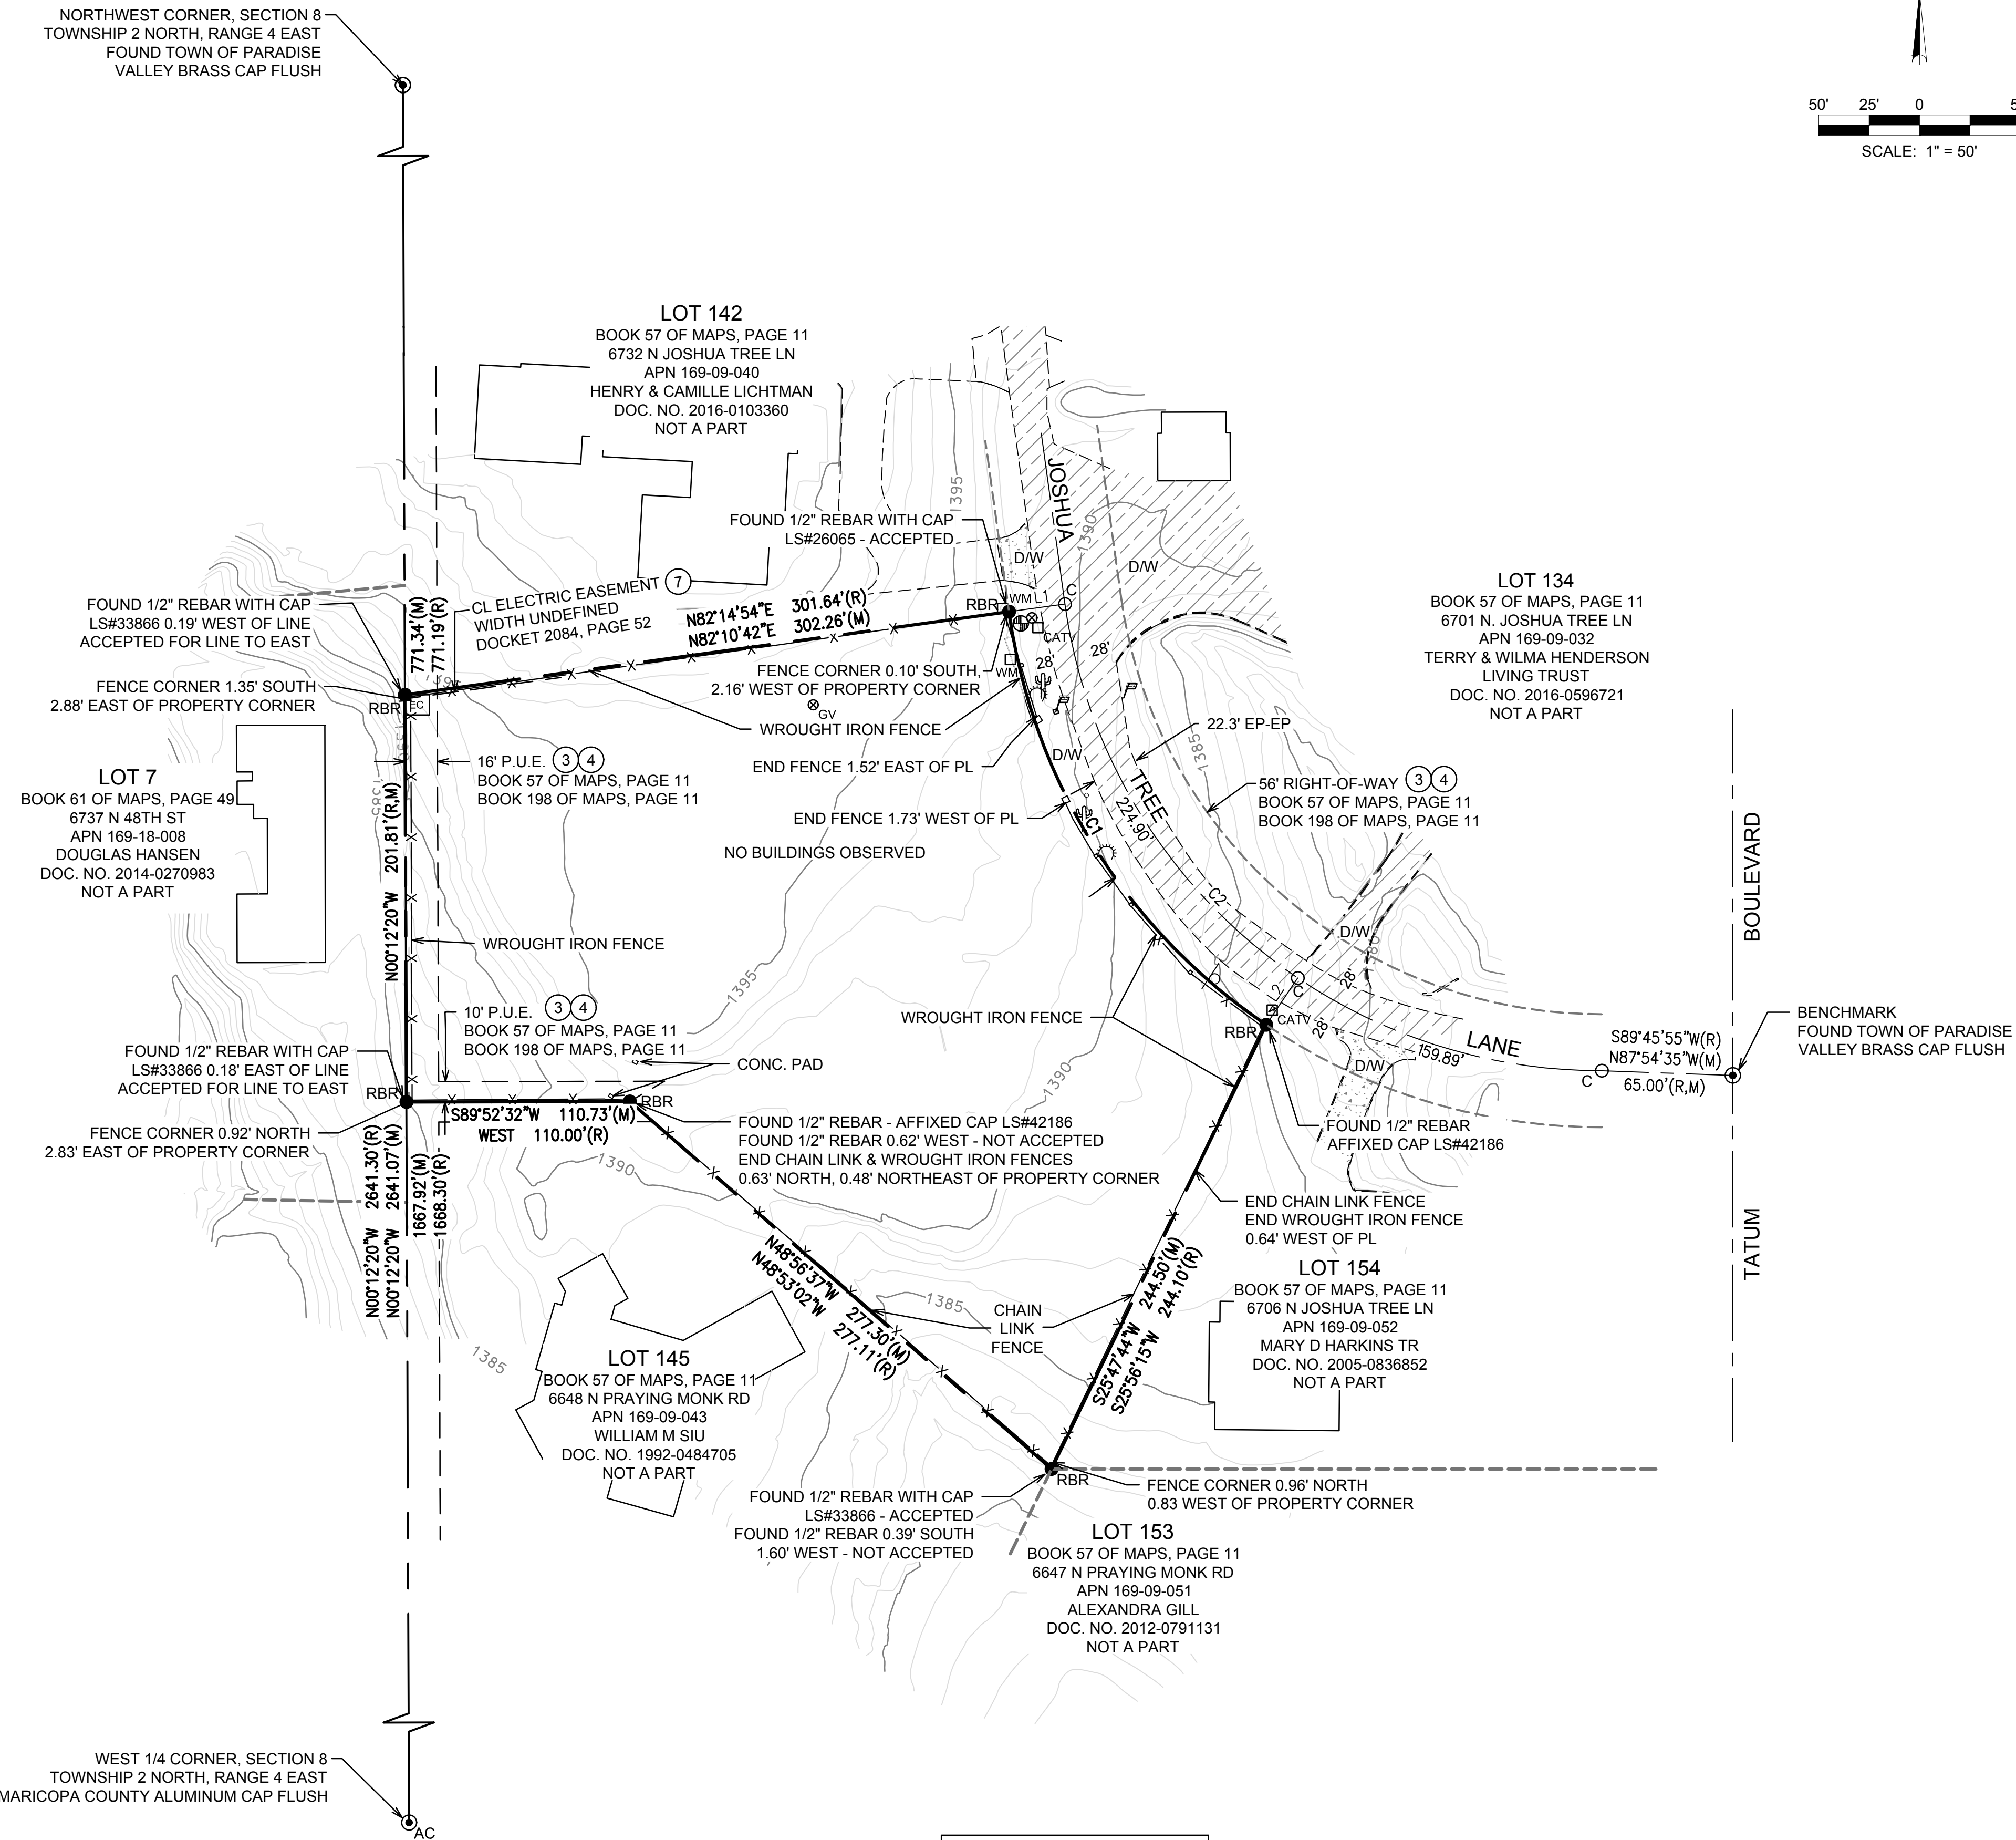 NORTHWEST CORNER, SECTION 8
TOWNSHIP 2 NORTH, RANGE 4 EAST
FOUND TOWN OF PARADISE
VALLEY BRASS CAP FLUSH
50' 25' 0
SCALE: 1" = 50'
LOT 142
BOOK 57 OF MAPS, PAGE 11
6732 N JOSHUA TREE LN
APN 169-09-040
HENRY & CAMILLE LICHTMAN
DOC. NO. 2016-0103360
NOT A PART
1395
JOSHUA
1390
FOUND 1/2" REBAR WITH CAP
LS#26065 - ACCEPTED
D/W
D/W
LOT 134
BOOK 57 OF MAPS, PAGE 11
6701 N. JOSHUA TREE LN
APN 169-09-032
TERRY & WILMA HENDERSON
LIVING TRUST
DOC. NO. 2016-0596721
NOT A PART
CL ELECTRIC EASEMENT 7
WIDTH UNDEFINED
DOCKET 2084, PAGE 52
N82°14'54"E 301.64'(R)
N82°10'42"E 302.26'(M)
771.34'(M)
771.19'(R)
FOUND 1/2" REBAR WITH CAP
LS#33866 0.19' WEST OF LINE
ACCEPTED FOR LINE TO EAST
RBR
WM L1
C
CATV
28'
28'
WM
FENCE CORNER 0.10' SOUTH,
2.16' WEST OF PROPERTY CORNER
FENCE CORNER 1.35' SOUTH
2.88' EAST OF PROPERTY CORNER
RBR
EC
GV
WROUGHT IRON FENCE
22.3' EP-EP
1385
D/W
END FENCE 1.52' EAST OF PL
16' P.U.E. 3 4
BOOK 57 OF MAPS, PAGE 11
BOOK 198 OF MAPS, PAGE 11
56' RIGHT-OF-WAY 3 4
BOOK 57 OF MAPS, PAGE 11
BOOK 198 OF MAPS, PAGE 11
TREE
224.90'
END FENCE 1.73' WEST OF PL
C1
LOT 7
BOOK 61 OF MAPS, PAGE 49
6737 N 48TH ST
APN 169-18-008
DOUGLAS HANSEN
DOC. NO. 2014-0270983
NOT A PART
1385
N00°12'20"W 201.81'(R,M)
NO BUILDINGS OBSERVED
C2
BOULEVARD
WROUGHT IRON FENCE
D/W
28'
C
1395
10' P.U.E. 3 4
BOOK 57 OF MAPS, PAGE 11
BOOK 198 OF MAPS, PAGE 11
WROUGHT IRON FENCE
CATV
28'
RBR
LANE
159.89'
S89°45'55"W(R)
N87°54'35"W(M)
65.00'(R,M)
C
BENCHMARK
FOUND TOWN OF PARADISE
VALLEY BRASS CAP FLUSH
FOUND 1/2" REBAR WITH CAP
LS#33866 0.18' EAST OF LINE
ACCEPTED FOR LINE TO EAST
RBR
CONC. PAD
1390
D/W
RBR
S89°52'32"W 110.73'(M)
WEST 110.00'(R)
FOUND 1/2" REBAR - AFFIXED CAP LS#42186
FOUND 1/2" REBAR 0.62' WEST - NOT ACCEPTED
END CHAIN LINK & WROUGHT IRON FENCES
0.63' NORTH, 0.48' NORTHEAST OF PROPERTY CORNER
FOUND 1/2" REBAR
AFFIXED CAP LS#42186
FENCE CORNER 0.92' NORTH
2.83' EAST OF PROPERTY CORNER
1390
N00°12'20"W 2641.30'(R)
N00°12'20"W 2641.07'(M)
1667.92'(M)
1668.30'(R)
END CHAIN LINK FENCE
END WROUGHT IRON FENCE
0.64' WEST OF PL
TATUM
N48°56'37"W 277.30'(M)
N48°53'02"W 277.11'(R)
S25°47'44"W 244.50'(M)
S25°56'15"W 244.10'(R)
LOT 154
BOOK 57 OF MAPS, PAGE 11
6706 N JOSHUA TREE LN
APN 169-09-052
MARY D HARKINS TR
DOC. NO. 2005-0836852
NOT A PART
1385
CHAIN
LINK
FENCE
1385
LOT 145
BOOK 57 OF MAPS, PAGE 11
6648 N PRAYING MONK RD
APN 169-09-043
WILLIAM M SIU
DOC. NO. 1992-0484705
NOT A PART
RBR
FENCE CORNER 0.96' NORTH
0.83 WEST OF PROPERTY CORNER
FOUND 1/2" REBAR WITH CAP
LS#33866 - ACCEPTED
FOUND 1/2" REBAR 0.39' SOUTH
1.60' WEST - NOT ACCEPTED
LOT 153
BOOK 57 OF MAPS, PAGE 11
6647 N PRAYING MONK RD
APN 169-09-051
ALEXANDRA GILL
DOC. NO. 2012-0791131
NOT A PART
WEST 1/4 CORNER, SECTION 8
TOWNSHIP 2 NORTH, RANGE 4 EAST
MARICOPA COUNTY ALUMINUM CAP FLUSH
AC